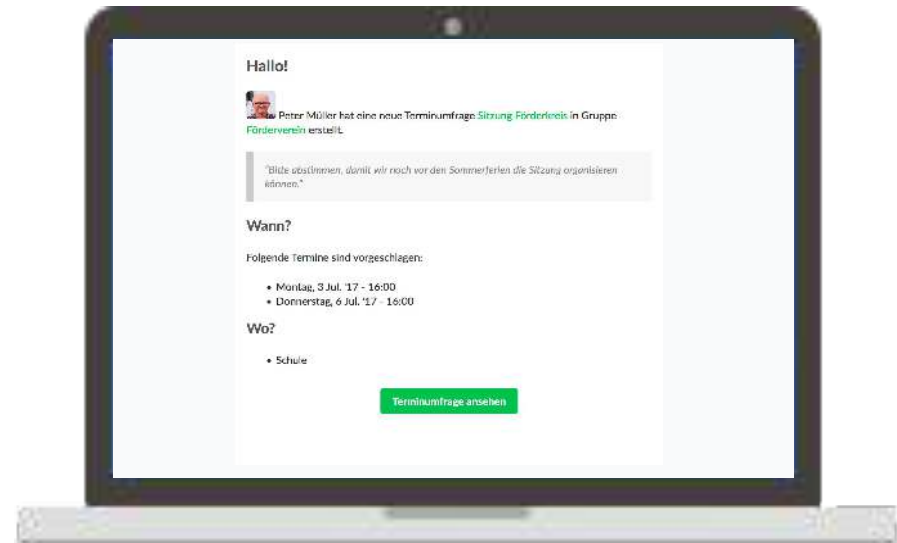 Hallo!
Peter Müller hat eine neue Terminumfrage Sitzung Förderkreis in Gruppe
Förderverein erstellt.
"Bitte abstimmen, damit wir noch vor den Sommerferien die Sitzung organisieren
können."
Wann?
Folgende Termine sind vorgeschlagen:
• Montag, 3 Jul. '17 - 16:00
• Donnerstag, 6 Jul. '17 - 16:00
Wo?
• Schule
Terminumfrage ansehen